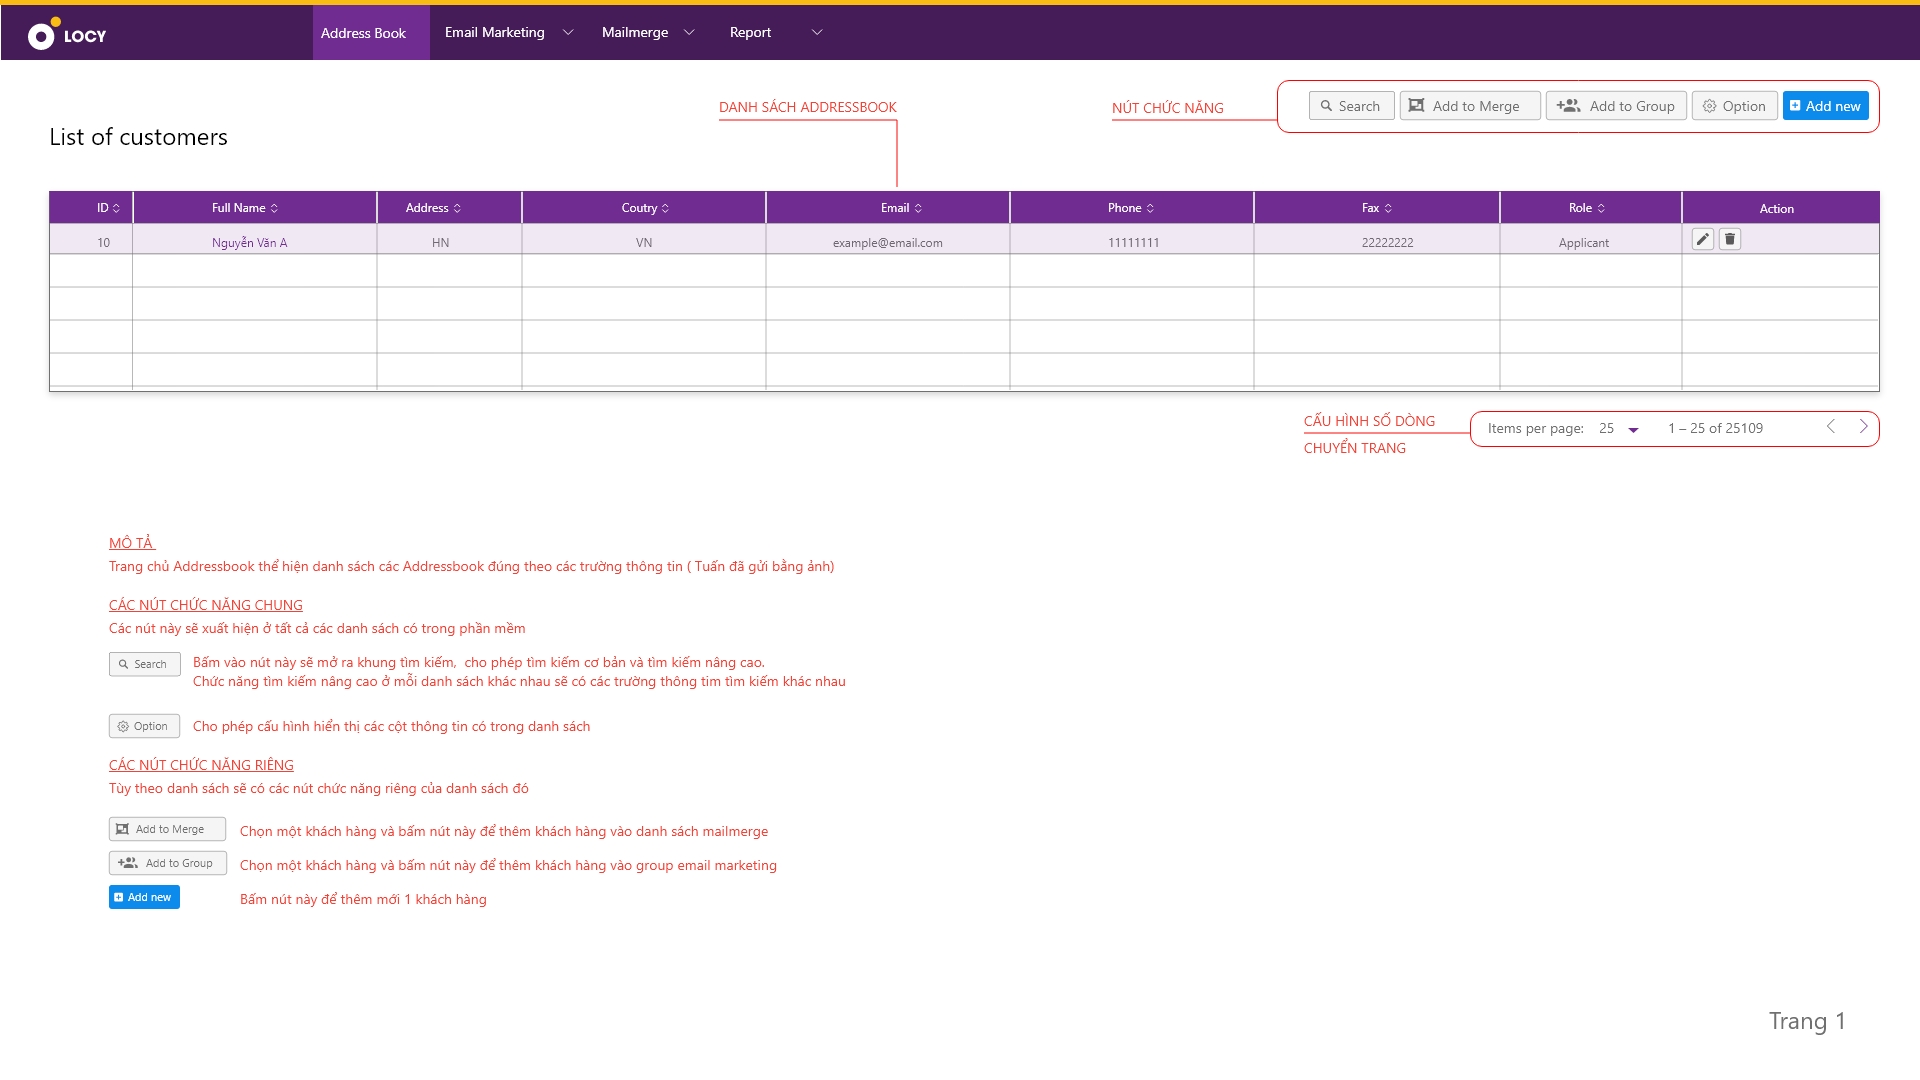 LOCY
Address Book
Email Marketing
Mailmerge
Report
DANH SÁCH ADDRESSBOOK
NÚT CHỨC NĂNG
Search
Add to Merge
Add to Group
Option
Add new
List of customers
ID
Full Name
Address
Coutry
Email
Phone
Fax
Role
Action
10
Nguyễn Văn A
HN
VN
example@email.com
11111111
22222222
Applicant
CẤU HÌNH SỐ DÒNG
CHUYỂN TRANG
Items per page: 25
1 – 25 of 25109
MÔ TẢ
Trang chủ Addressbook thể hiện danh sách các Addressbook đúng theo các trường thông tin ( Tuấn đã gửi bằng ảnh)
CÁC NÚT CHỨC NĂNG CHUNG
Các nút này sẽ xuất hiện ở tất cả các danh sách có trong phần mềm
Search
Bấm vào nút này sẽ mở ra khung tìm kiếm, cho phép tìm kiếm cơ bản và tìm kiếm nâng cao.
Chức năng tìm kiếm nâng cao ở mỗi danh sách khác nhau sẽ có các trường thông tim tìm kiếm khác nhau
Option
Cho phép cấu hình hiển thị các cột thông tin có trong danh sách
CÁC NÚT CHỨC NĂNG RIÊNG
Tùy theo danh sách sẽ có các nút chức năng riêng của danh sách đó
Add to Merge
Chọn một khách hàng và bấm nút này để thêm khách hàng vào danh sách mailmerge
Add to Group
Chọn một khách hàng và bấm nút này để thêm khách hàng vào group email marketing
Add new
Bấm nút này để thêm mới 1 khách hàng
Trang 1